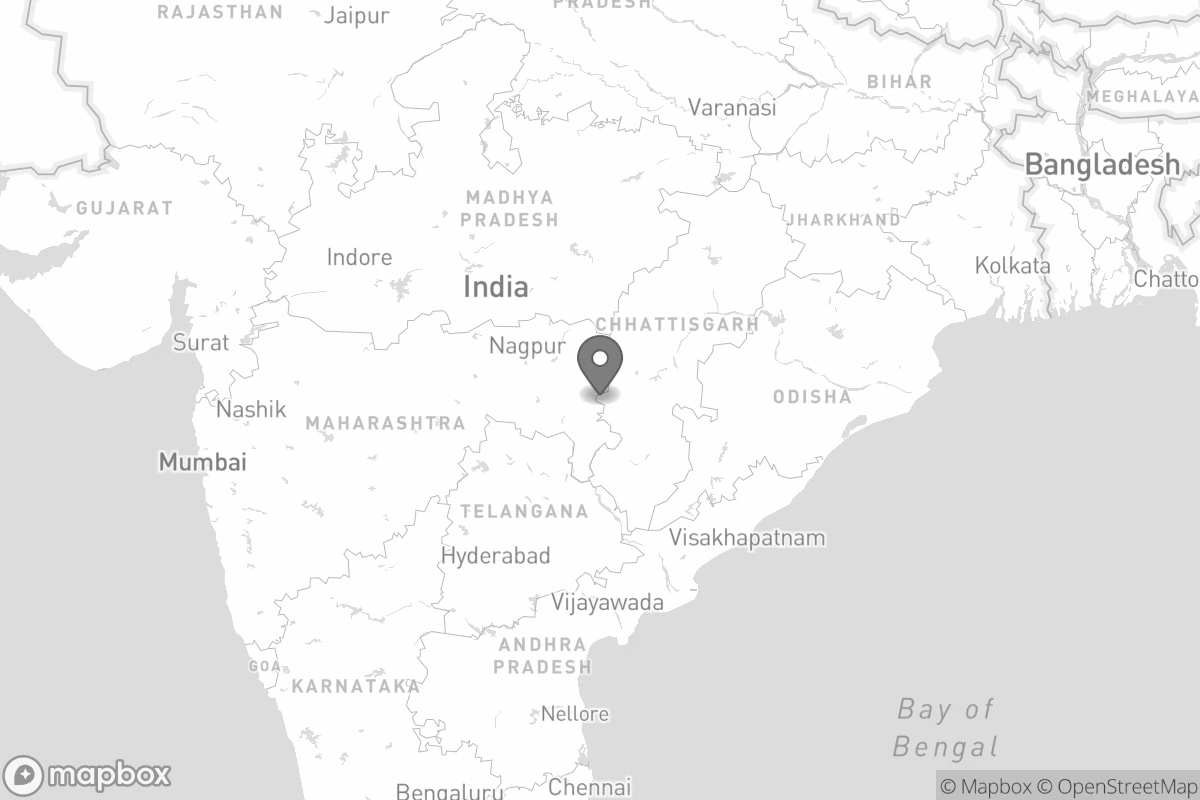 PRADESH
RAJASTHAN
Jaipur
BIHAR
MEGHALAYA
Varanasi
Bangladesh
MADHYA
PRADESH
GUJARAT
JHARKHAND
Indore
Kolkata
Chatto
India
CHHATTISGARH
Surat
Nagpur
ODISHA
Nashik
MAHARASHTRA
Mumbai
TELANGANA
Visakhapatnam
Hyderabad
Vijayawada
ANDHRA
PRADESH
GOA
KARNATAKA
Nellore
Bay of
Bengal
mapbox
Bengaluru
Chennai
© Mapbox © OpenStreetMap